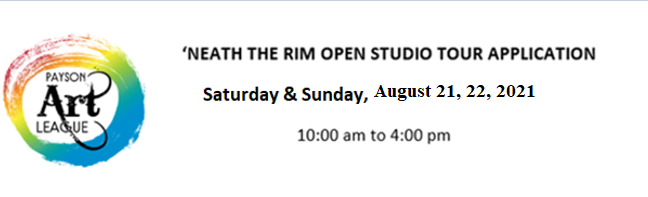 PAYSON
Art
LEAGUE
‘NEATH THE RIM OPEN STUDIO TOUR APPLICATION
Saturday & Sunday, August 21, 22, 2021
10:00 am to 4:00 pm